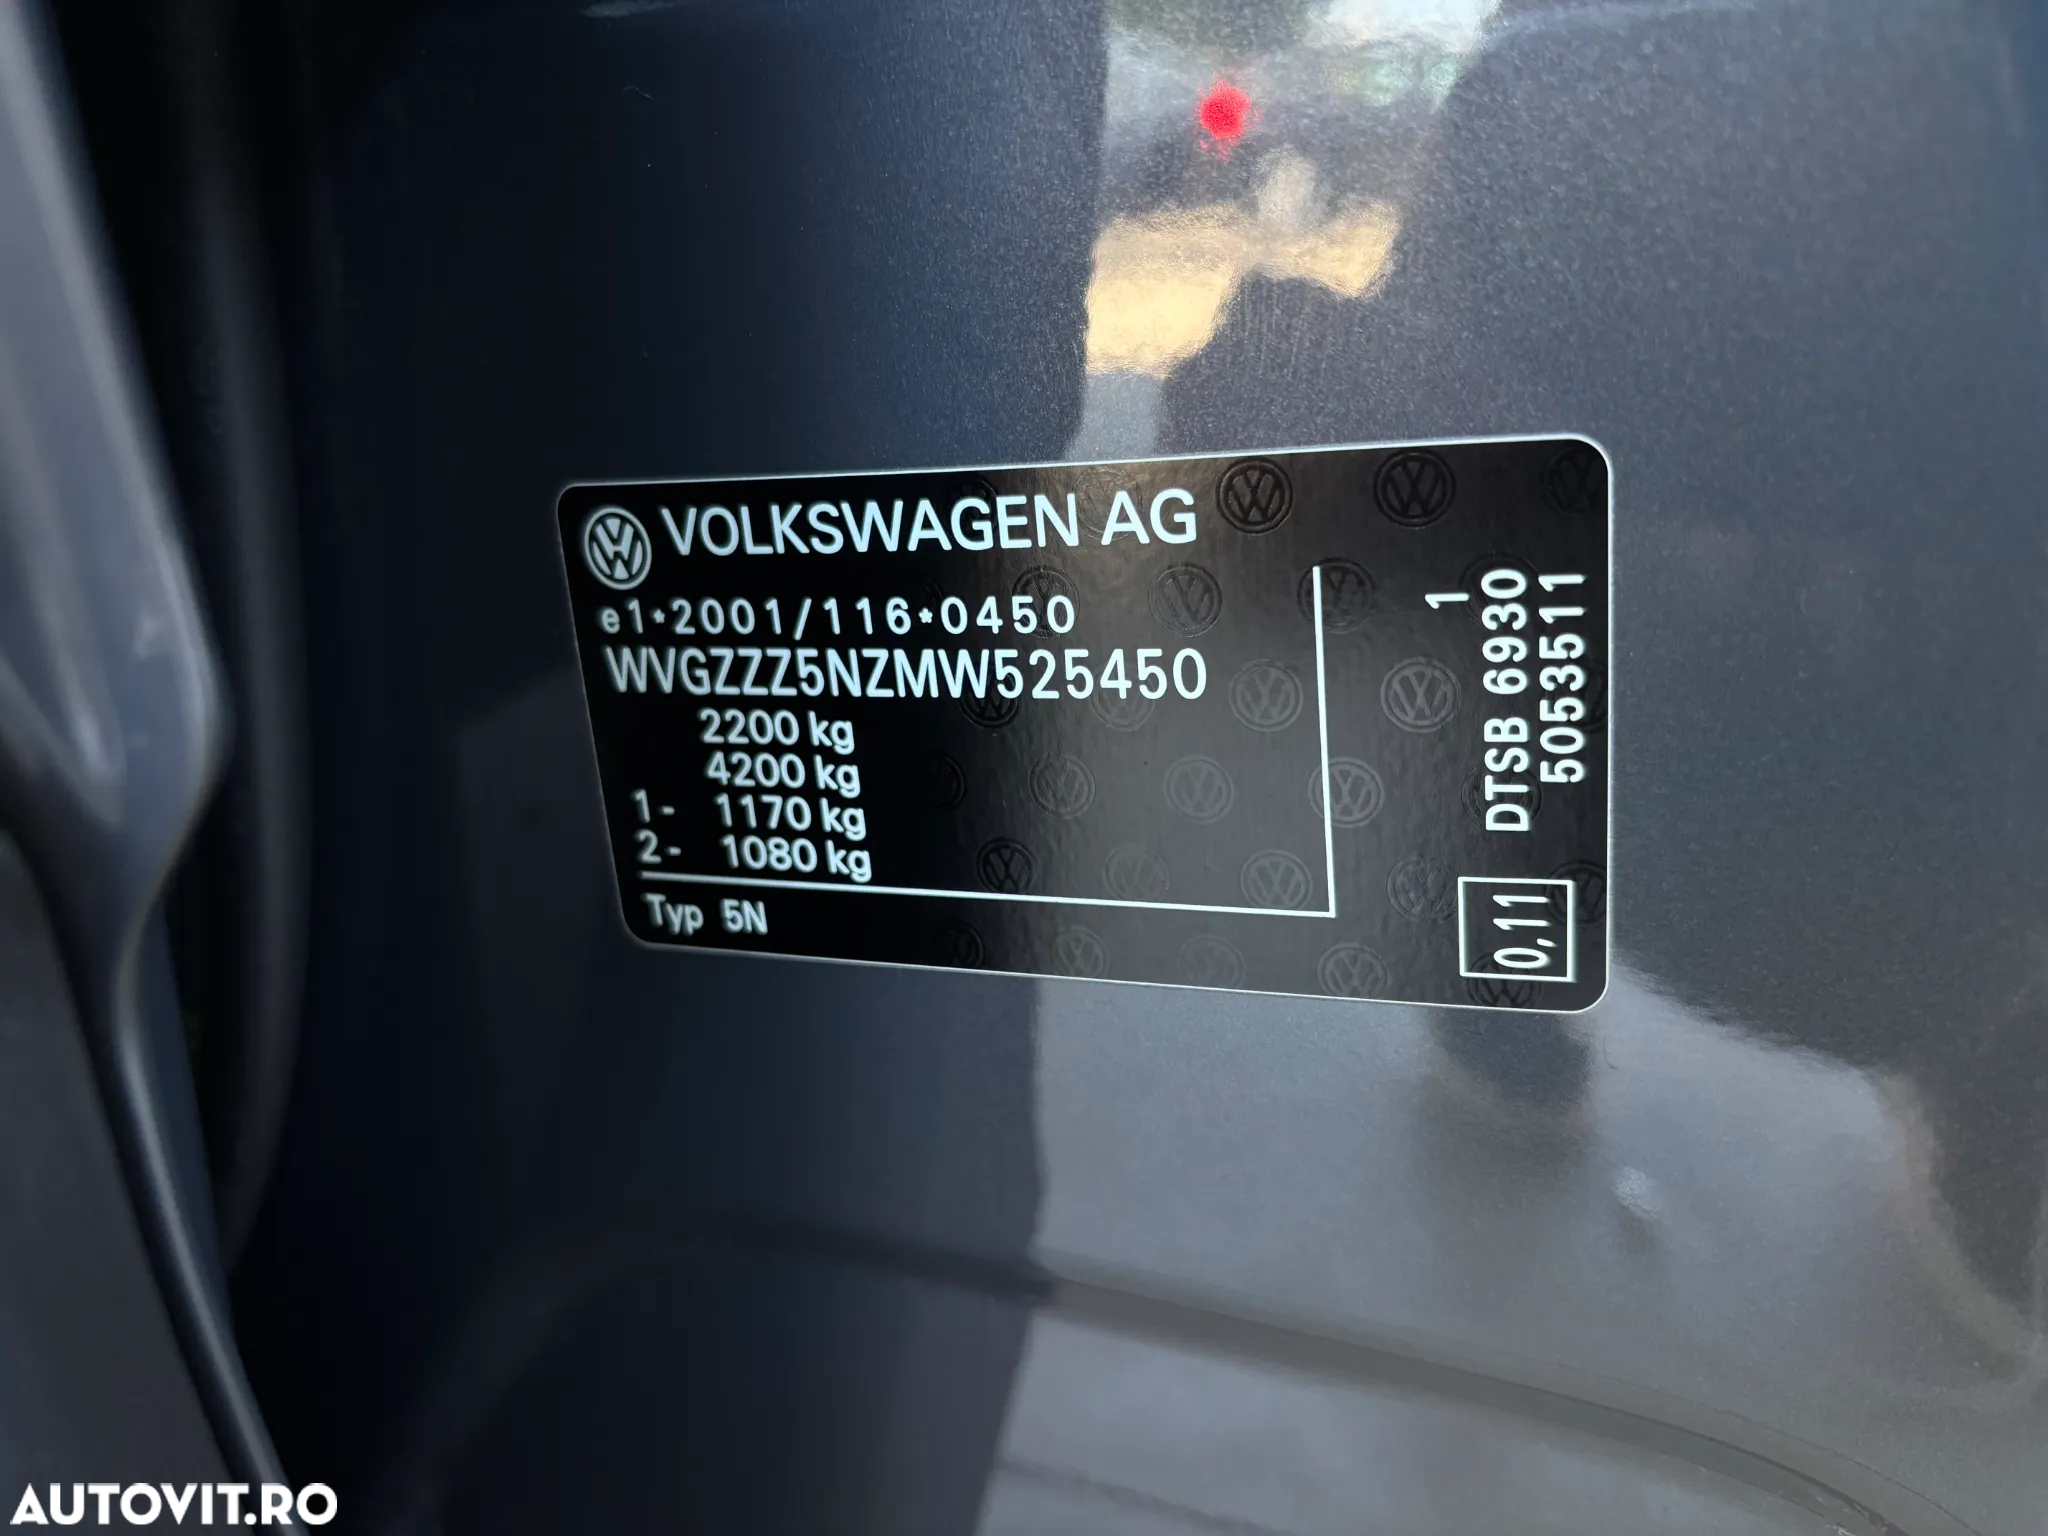 VOLKSWAGEN AG
e1*2001/116*0450
WVGZZZ5NZMW525450
2200 kg
4200 kg
1- 1170 kg
2- 1080 kg
Typ 5N
1
DTSB 6930
5053511
0,11
AUTOVIT.RO